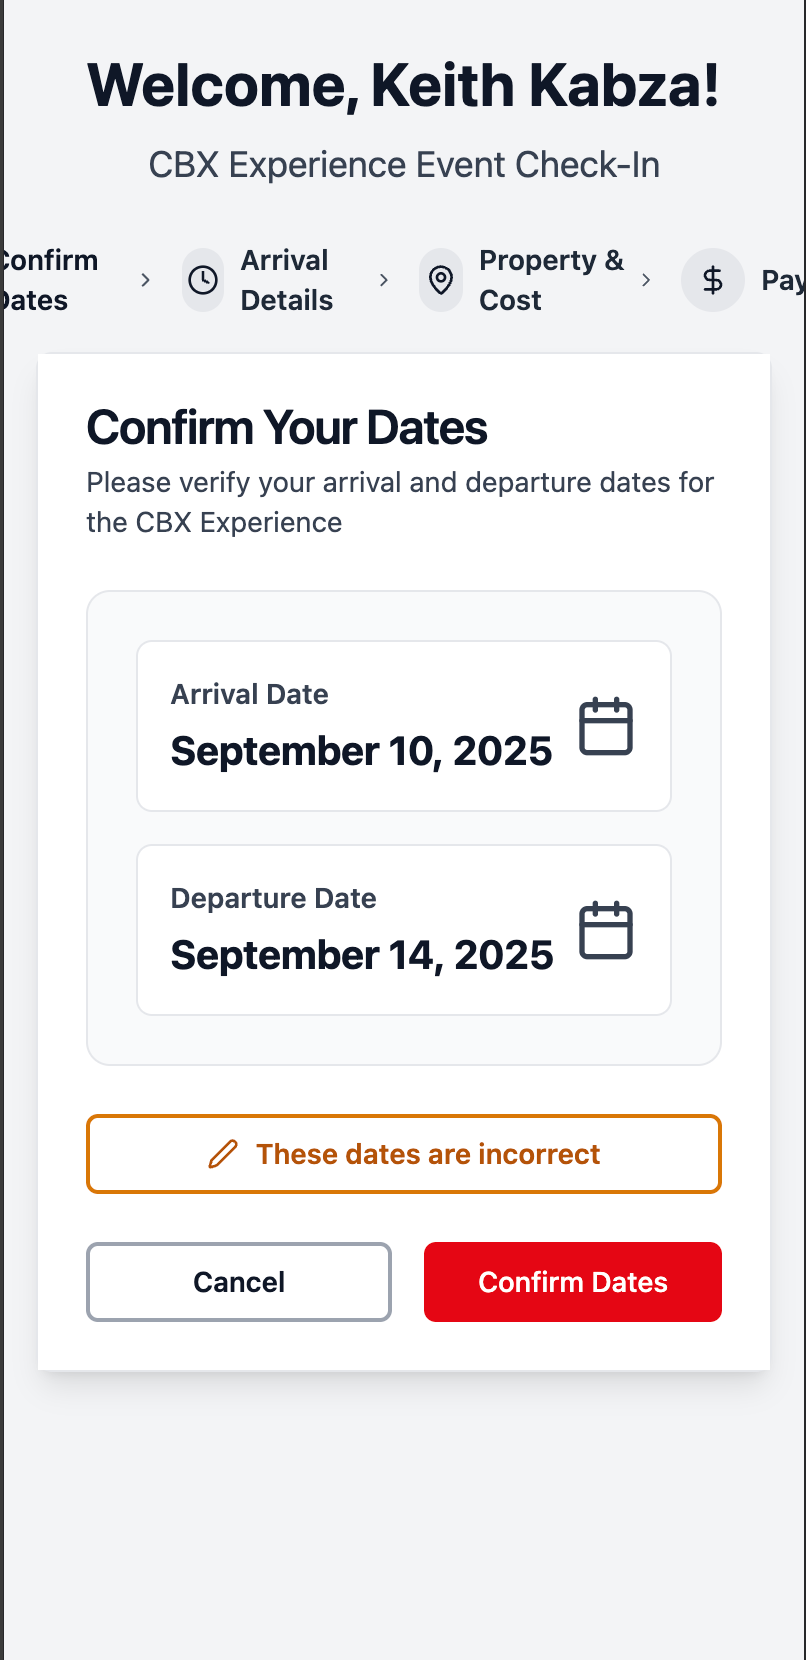 Welcome, Keith Kabza!
CBX Experience Event Check-In
Confirm
Dates
Arrival
Details
Property &
Cost
Pay
Confirm Your Dates
Please verify your arrival and departure dates for
the CBX Experience
Arrival Date
September 10, 2025
Departure Date
September 14, 2025
These dates are incorrect
Cancel
Confirm Dates